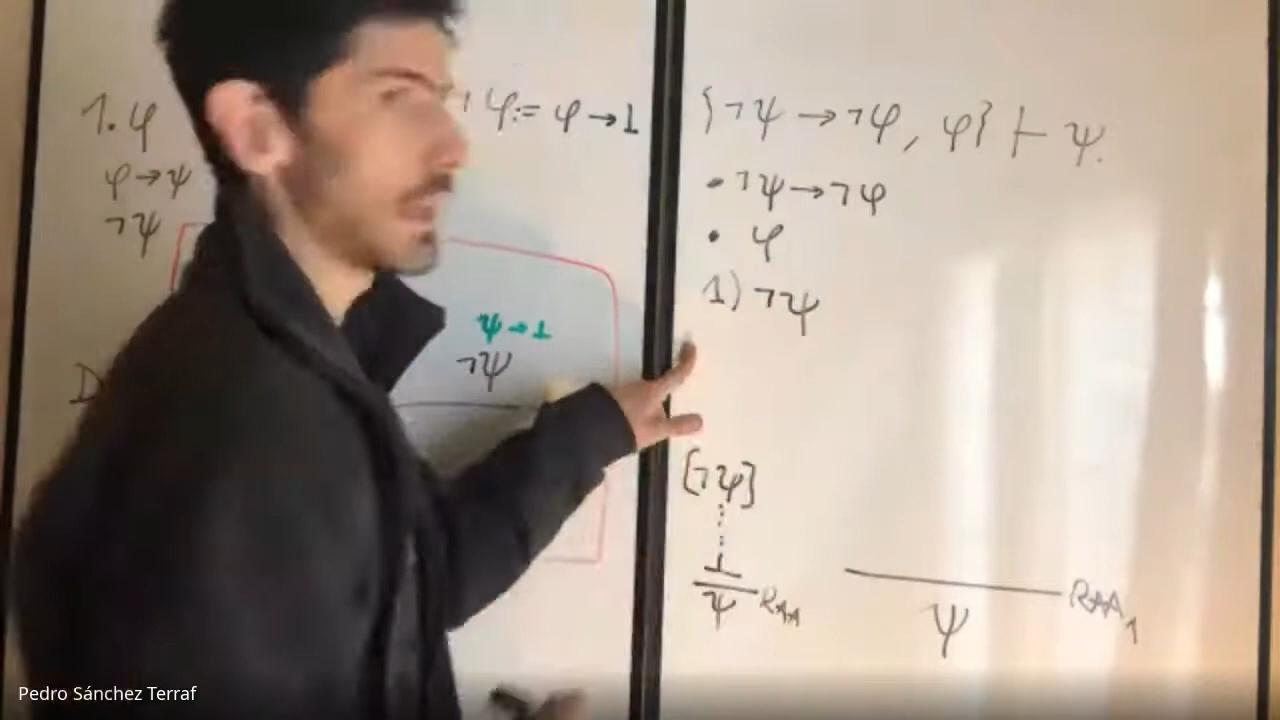 1. φ
φ→ψ
¬ψ
φ:= φ→⊥
ψ→⊥
¬ψ
D
{¬ψ→¬φ, φ} ⊢ ψ.
• ¬ψ→¬φ
• φ
1) ¬ψ
[¬ψ]
⊥
ψ RAA
ψ RAA₁
Pedro Sánchez Terraf